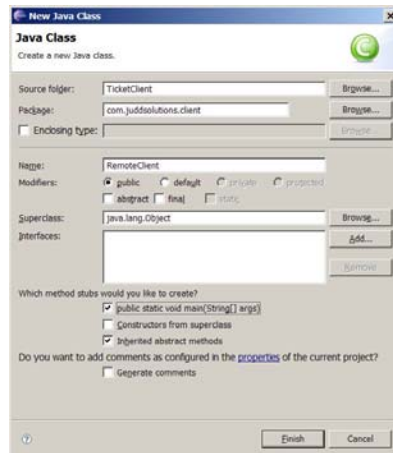 New Java Class
Java Class
Create a new Java class.
Source folder: TicketClient Browse...
Package: com.juddsolutions.client Browse...
Enclosing type: Browse...
Name: RemoteClient
Modifiers: public default private protected
abstract final static
Superclass: java.lang.Object Browse...
Interfaces: Add...
Remove
Which method stubs would you like to create?
public static void main(String[] args)
Constructors from superclass
Inherited abstract methods
Do you want to add comments as configured in the properties of the current project?
Generate comments
? Finish Cancel